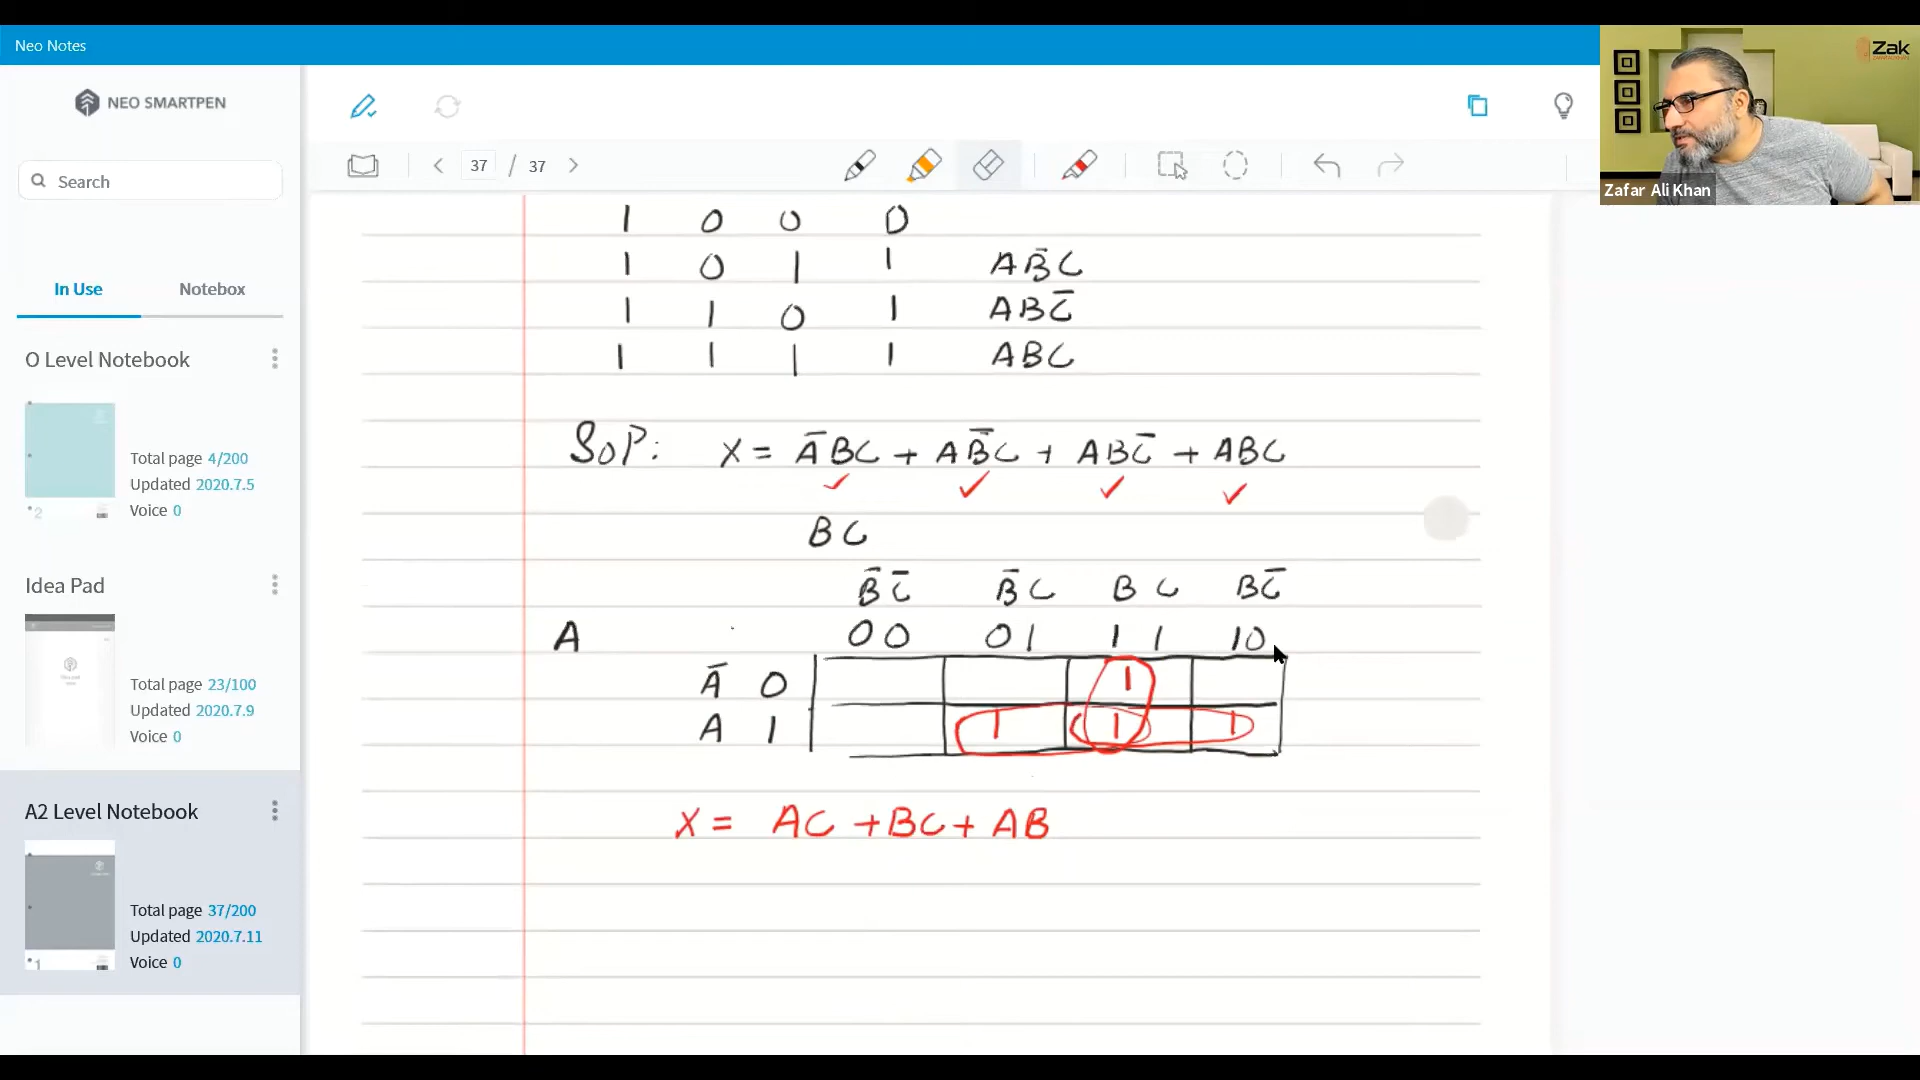 Neo Notes
Zak
Zafar Ali Khan
NEO SMARTPEN
Search
37 / 37
In Use Notebox
O Level Notebook
Total page 4/200
Updated 2020.7.5
Voice 0
2
Idea Pad
Total page 23/100
Updated 2020.7.9
Voice 0
A2 Level Notebook
Total page 37/200
Updated 2020.7.11
Voice 0
1
1 0 0 0
1 0 1 1 AB̅C
1 1 0 1 ABC̅
1 1 1 1 ABC
SOP: X = A̅BC + AB̅C + ABC̅ + ABC
BC
B̅C̅ B̅C BC BC̅
A 00 01 11 10
A̅ 0 1
A 1 1 1 1
X = AC + BC + AB